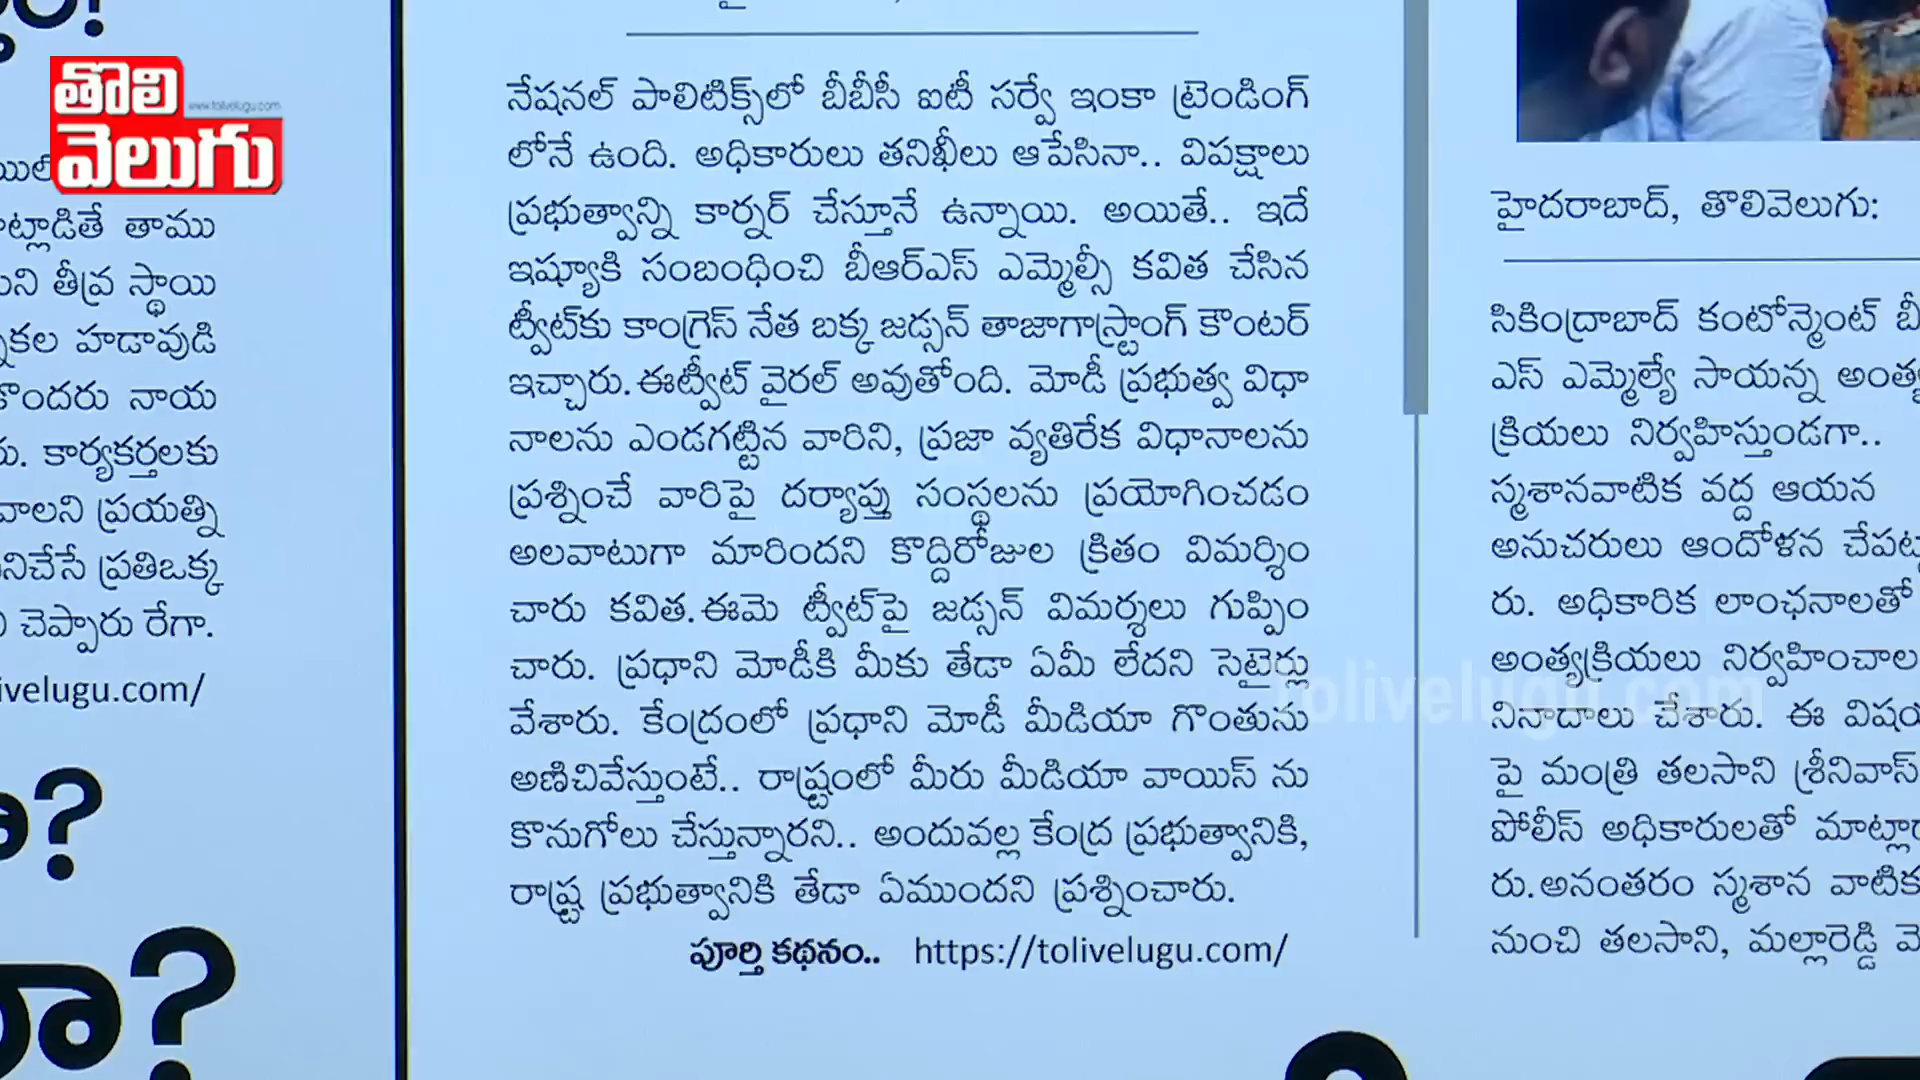 తొలి
వెలుగు
www.tolivelugu.com
తాము
తీవ్ర స్థాయి
హడావుడి
నాయ
కార్యకర్తలకు
ప్రయత్ని
ప్రతిఒక్క
చెప్పారు రేగా.
నేషనల్ పాలిటిక్స్‌లో బీబీసీ ఐటీ సర్వే ఇంకా ట్రెండింగ్
లోనే ఉంది. అధికారులు తనిఖీలు ఆపేసినా.. విపక్షాలు
ప్రభుత్వాన్ని కార్నర్ చేస్తూనే ఉన్నాయి. అయితే.. ఇదే
ఇష్యూకి సంబంధించి బీఆర్ఎస్ ఎమ్మెల్సీ కవిత చేసిన
ట్వీట్‌కు కాంగ్రెస్ నేత బక్క జడ్సన్ తాజాగాస్ట్రాంగ్ కౌంటర్
ఇచ్చారు.ఈట్వీట్ వైరల్ అవుతోంది. మోడీ ప్రభుత్వ విధా
నాలను ఎండగట్టిన వారిని, ప్రజా వ్యతిరేక విధానాలను
ప్రశ్నించే వారిపై దర్యాప్తు సంస్థలను ప్రయోగించడం
అలవాటుగా మారిందని కొద్దిరోజుల క్రితం విమర్శిం
చారు కవిత.ఈమె ట్వీట్‌పై జడ్సన్ విమర్శలు గుప్పిం
చారు. ప్రధాని మోడీకి మీకు తేడా ఏమీ లేదని సెటైర్లు
వేశారు. కేంద్రంలో ప్రధాని మోడీ మీడియా గొంతును
అణిచివేస్తుంటే.. రాష్ట్రంలో మీరు మీడియా వాయిస్ ను
కొనుగోలు చేస్తున్నారని.. అందువల్ల కేంద్ర ప్రభుత్వానికి,
రాష్ట్ర ప్రభుత్వానికి తేడా ఏముందని ప్రశ్నించారు.
పూర్తి కథనం.. https://tolivelugu.com/
హైదరాబాద్, తొలివెలుగు:
సికింద్రాబాద్ కంటోన్మెంట్
ఎస్ ఎమ్మెల్యే సాయన్న
క్రియలు నిర్వహిస్తుండగా..
స్మశానవాటిక వద్ద ఆయన
అనుచరులు ఆందోళన
రు. అధికారిక లాంఛనాలతో
అంత్యక్రియలు నిర్వహించాల
నినాదాలు చేశారు. ఈ
పై మంత్రి తలసాని శ్రీనివాస్
పోలీస్ అధికారులతో
రు.అనంతరం స్మశాన వాటిక
నుంచి తలసాని, మల్లారెడ్డి
Tolivelugu.com